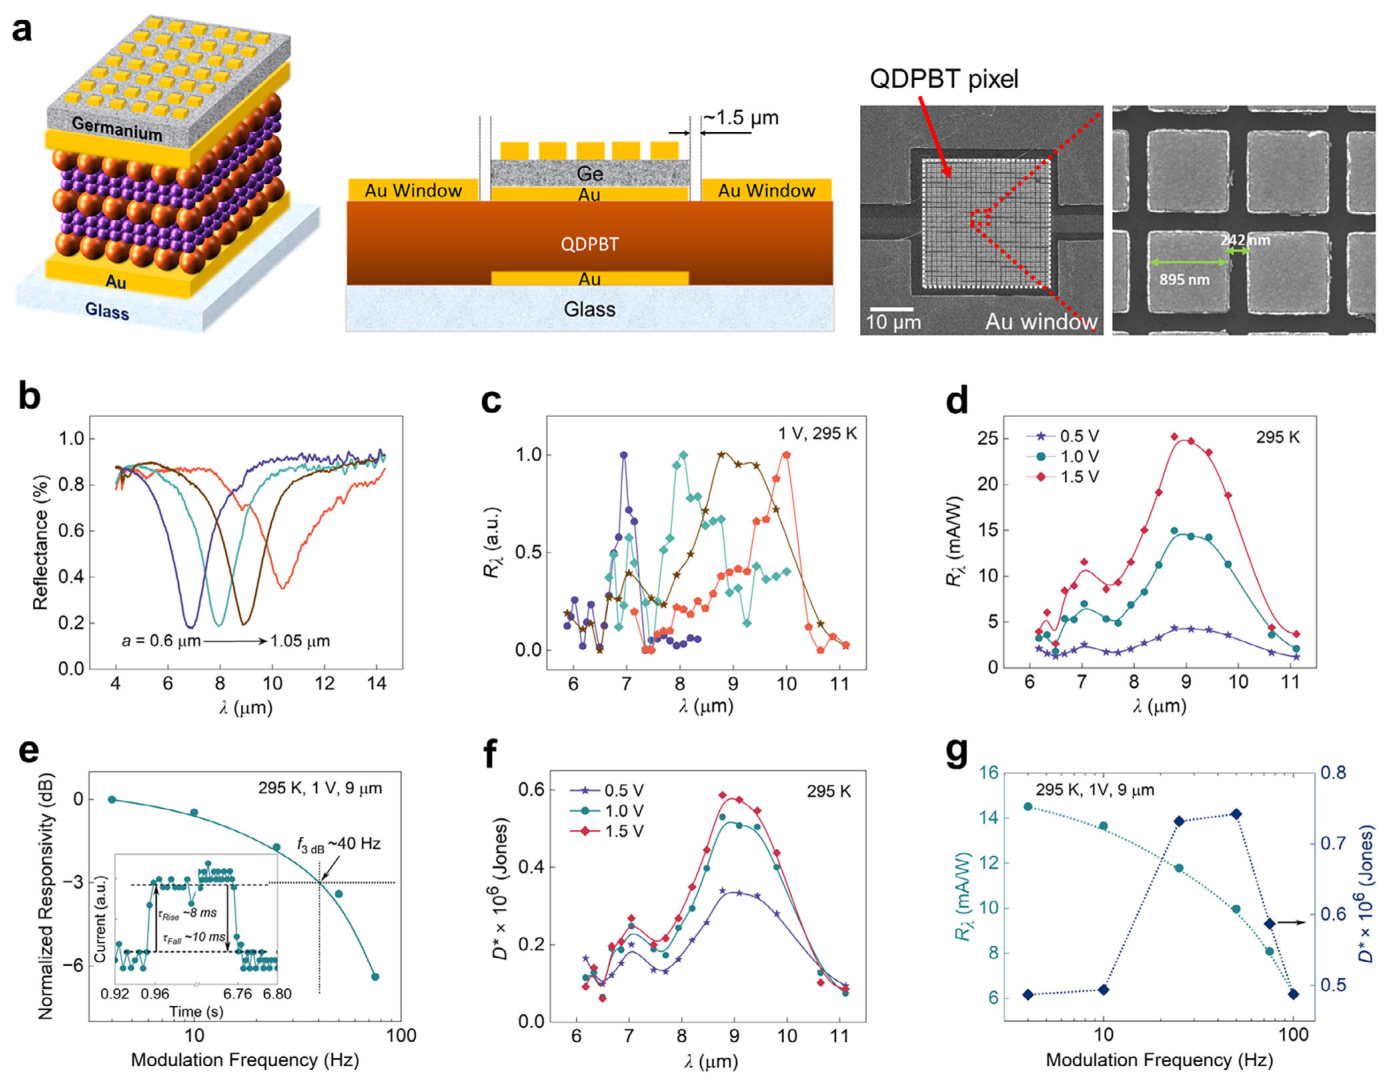 a
Germanium
Au
Glass
~1.5 μm
Au Window
Ge
Au
Au Window
QDPBT
Au
Glass
QDPBT pixel
10 μm
Au window
242 nm
895 nm
b
Reflectance (%)
1.0
0.8
0.6
0.4
0.2
0.0
a = 0.6 μm
1.05 μm
4 6 8 10 12 14
λ (μm)
c
1 V, 295 K
Rλ (a.u.)
1.0
0.5
0.0
6 7 8 9 10 11
λ (μm)
d
0.5 V
1.0 V
1.5 V
295 K
Rλ (mA/W)
25
20
15
10
5
0
6 7 8 9 10 11
λ (μm)
e
295 K, 1 V, 9 μm
f3 dB ~40 Hz
Normalized Responsivity (dB)
0
−3
−6
Current (a.u.)
τRise ~8 ms
τFall ~10 ms
0.92 0.96 6.76 6.80
Time (s)
10 100
Modulation Frequency (Hz)
f
0.5 V
1.0 V
1.5 V
295 K
D* × 10⁶ (Jones)
0.6
0.4
0.2
0.0
6 7 8 9 10 11
λ (μm)
g
295 K, 1V, 9 μm
Rλ (mA/W)
16
14
12
10
8
6
0.8
0.7
0.6
0.5
D* × 10⁶ (Jones)
10 100
Modulation Frequency (Hz)